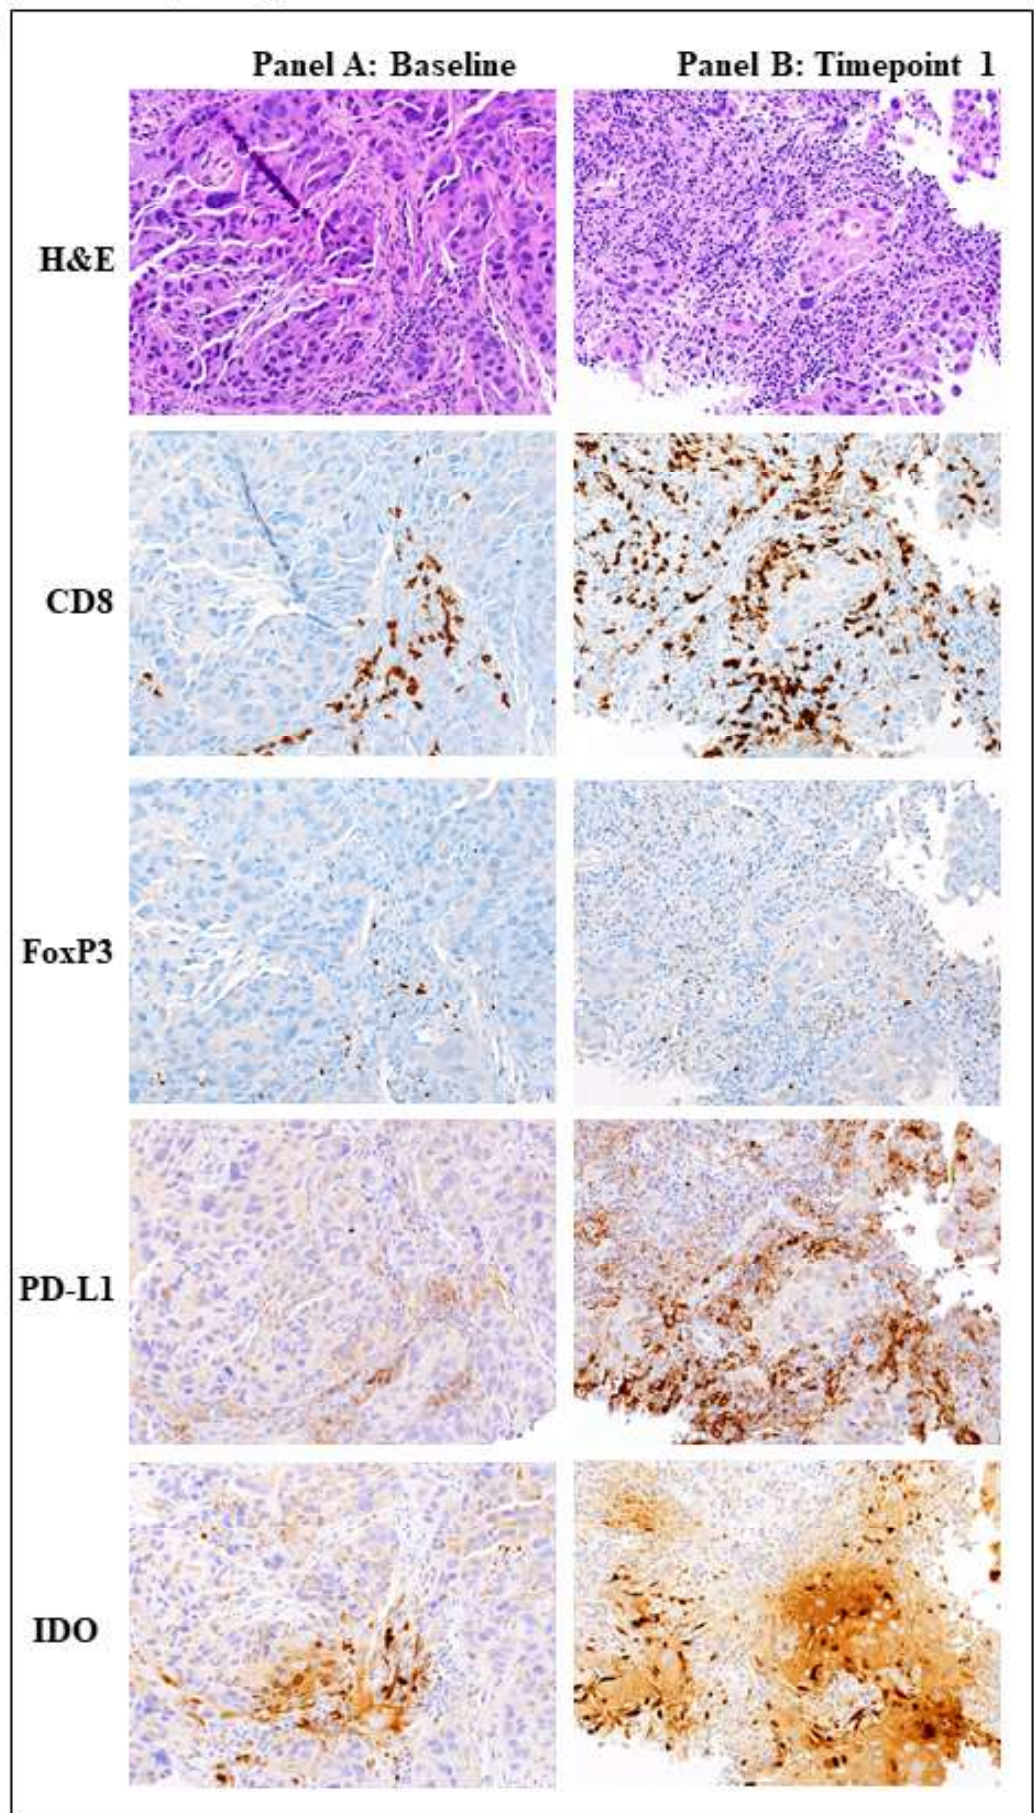 Panel A: Baseline Panel B: Timepoint 1
H&E
CD8
FoxP3
PD-L1
IDO